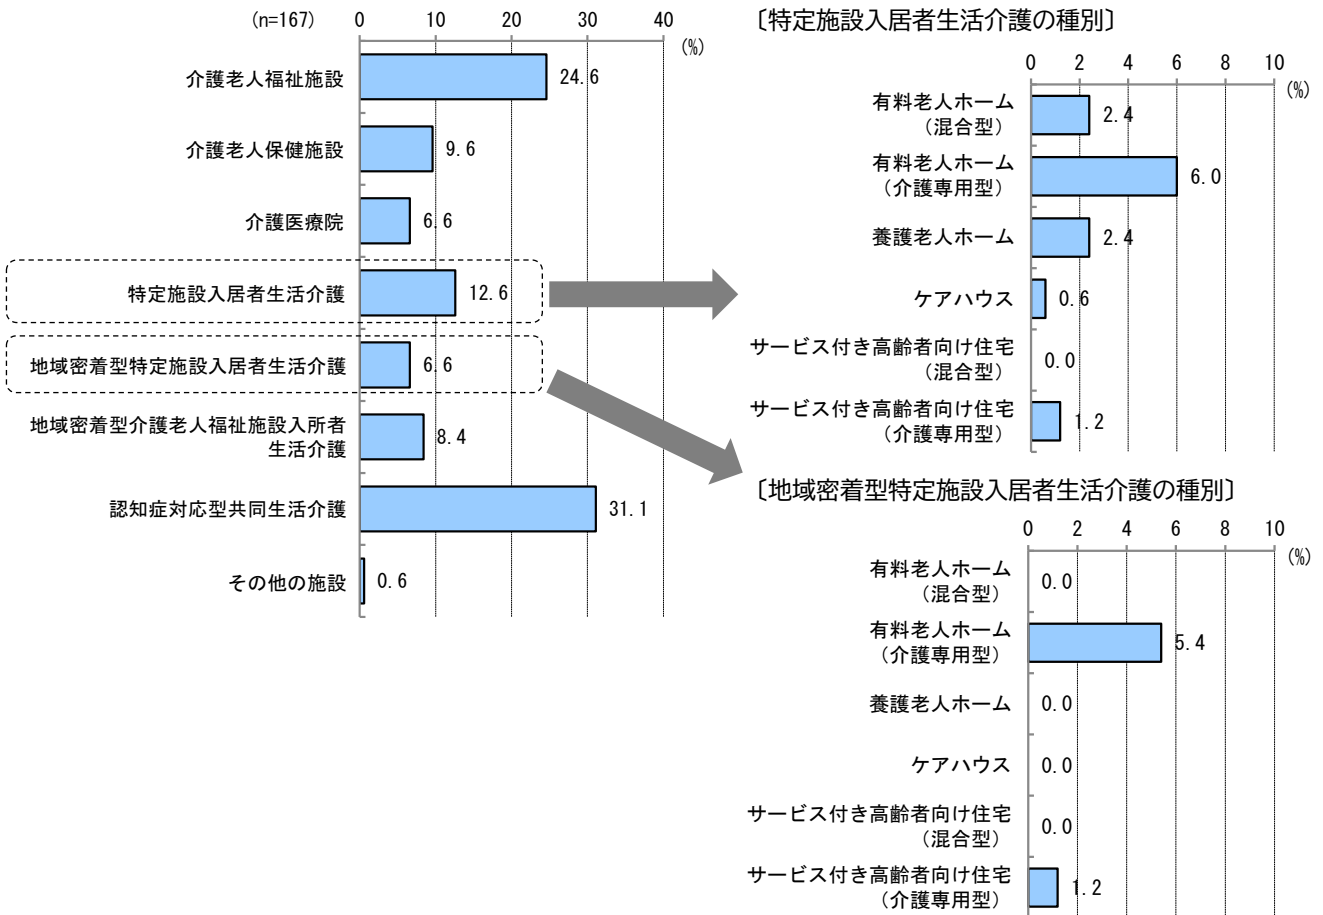 (n=167)
0 10 20 30 40
(%)
介護老人福祉施設 24.6
介護老人保健施設 9.6
介護医療院 6.6
特定施設入居者生活介護 12.6
地域密着型特定施設入居者生活介護 6.6
地域密着型介護老人福祉施設入所者
生活介護 8.4
認知症対応型共同生活介護 31.1
その他の施設 0.6
〔特定施設入居者生活介護の種別〕
0 2 4 6 8 10
(%)
有料老人ホーム
（混合型） 2.4
有料老人ホーム
（介護専用型） 6.0
養護老人ホーム 2.4
ケアハウス 0.6
サービス付き高齢者向け住宅
（混合型） 0.0
サービス付き高齢者向け住宅
（介護専用型） 1.2
〔地域密着型特定施設入居者生活介護の種別〕
0 2 4 6 8 10
(%)
有料老人ホーム
（混合型） 0.0
有料老人ホーム
（介護専用型） 5.4
養護老人ホーム 0.0
ケアハウス 0.0
サービス付き高齢者向け住宅
（混合型） 0.0
サービス付き高齢者向け住宅
（介護専用型） 1.2